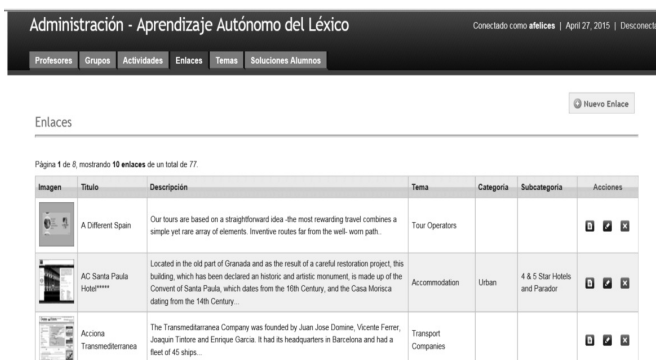 Administración - Aprendizaje Autónomo del Léxico
Conectado como afelices | April 27, 2015 | Desconecta
Profesores Grupos Actividades Enlaces Temas Soluciones Alumnos
Nuevo Enlace
Enlaces
Página 1 de 8, mostrando 10 enlaces de un total de 77.
Imagen Titulo Descripción Tema Categoria Subcategoria Acciones
A Different Spain
Our tours are based on a straightforward idea -the most rewarding travel combines a
simple yet rare array of elements. Inventive routes far from the well- worn path..
Tour Operators
AC Santa Paula
Hotel*****
Located in the old part of Granada and as the result of a careful restoration project, this
building, which has been declared an historic and artistic monument, is made up of the
Convent of Santa Paula, which dates from the 16th Century, and the Casa Morisca
dating from the 14th Century...
Accommodation
Urban
4 & 5 Star Hotels
and Parador
Acciona
Transmediterranea
The Transmeditarranea Company was founded by Juan Jose Domine, Vicente Ferrer,
Joaquin Tintore and Enrique Garcia. It had its headquarters in Barcelona and had a
fleet of 45 ships...
Transport
Companies